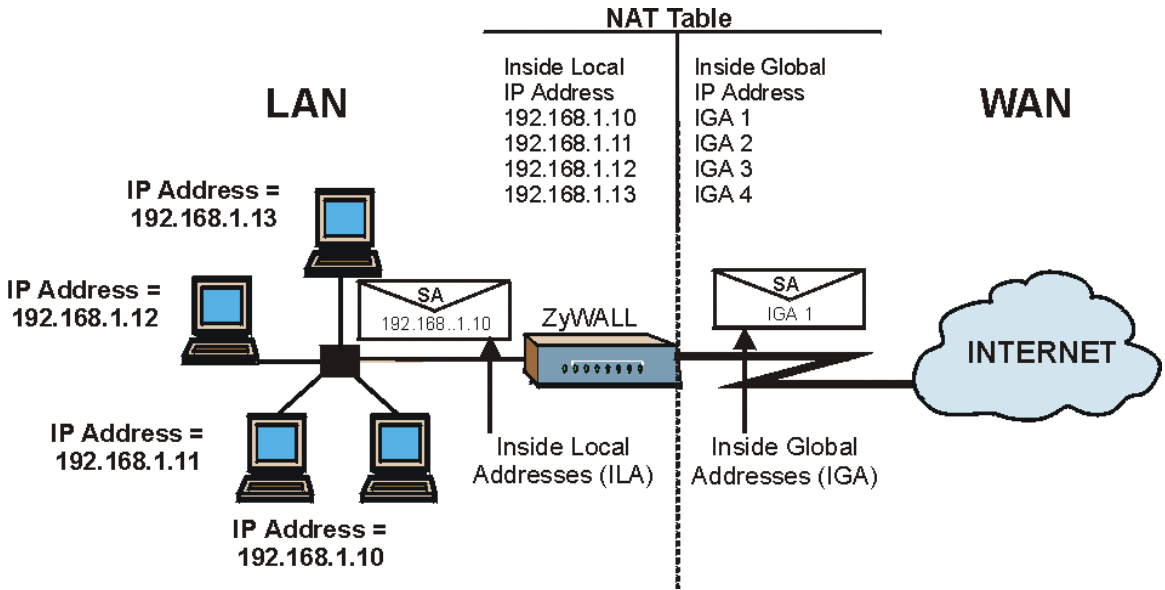 NAT Table
Inside Local
IP Address
192.168.1.10
192.168.1.11
192.168.1.12
192.168.1.13
Inside Global
IP Address
IGA 1
IGA 2
IGA 3
IGA 4
LAN
WAN
IP Address =
192.168.1.13
IP Address =
192.168.1.12
SA
192.168..1.10
ZyWALL
SA
IGA 1
INTERNET
IP Address =
192.168.1.11
Inside Local
Addresses (ILA)
Inside Global
Addresses (IGA)
IP Address =
192.168.1.10